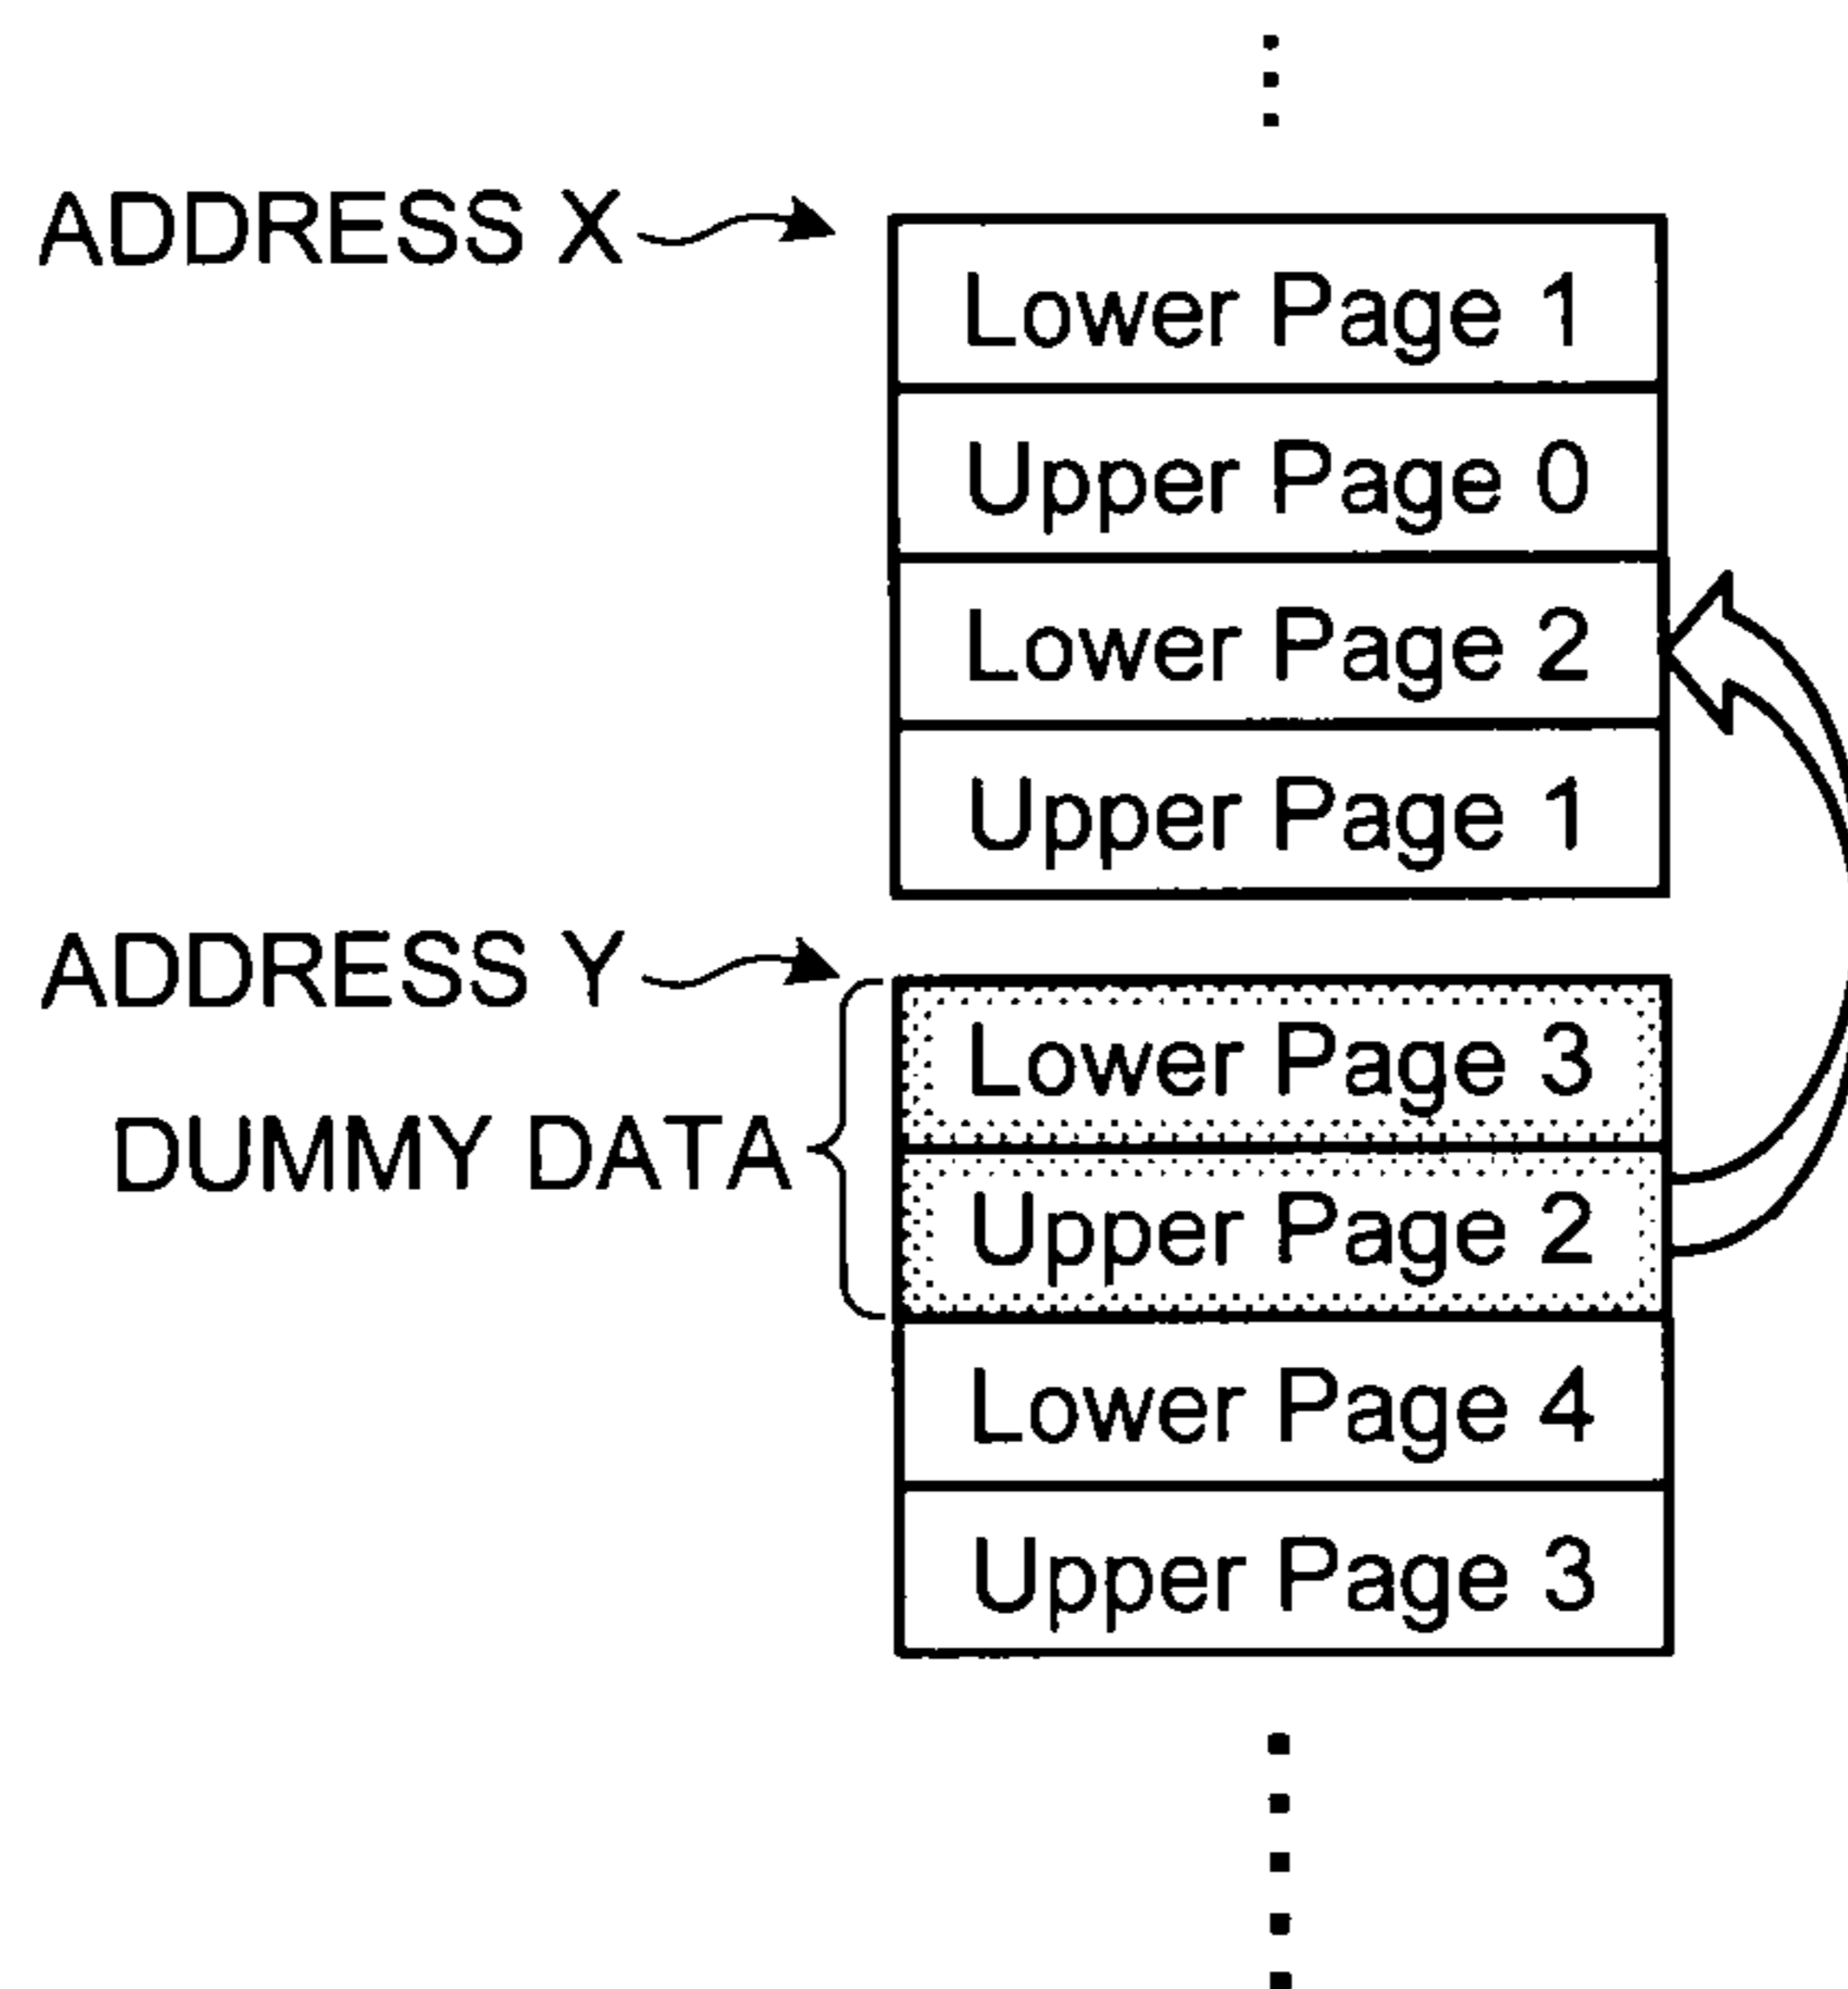 ADDRESS X
Lower Page 1
Upper Page 0
Lower Page 2
Upper Page 1
ADDRESS Y
Lower Page 3
DUMMY DATA
Upper Page 2
Lower Page 4
Upper Page 3